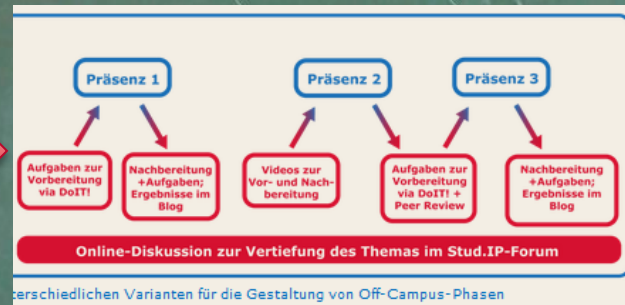 Präsenz 1
Präsenz 2
Präsenz 3
Aufgaben zur
Vorbereitung
via DoIT!
Nachbereitung
+Aufgaben;
Ergebnisse im
Blog
Videos zur
Vor- und Nach-
bereitung
Aufgaben zur
Vorbereitung
via DoIT! +
Peer Review
Nachbereitung
+Aufgaben;
Ergebnisse im
Blog
Online-Diskussion zur Vertiefung des Themas im Stud.IP-Forum
terschiedlichen Varianten für die Gestaltung von Off-Campus-Phasen